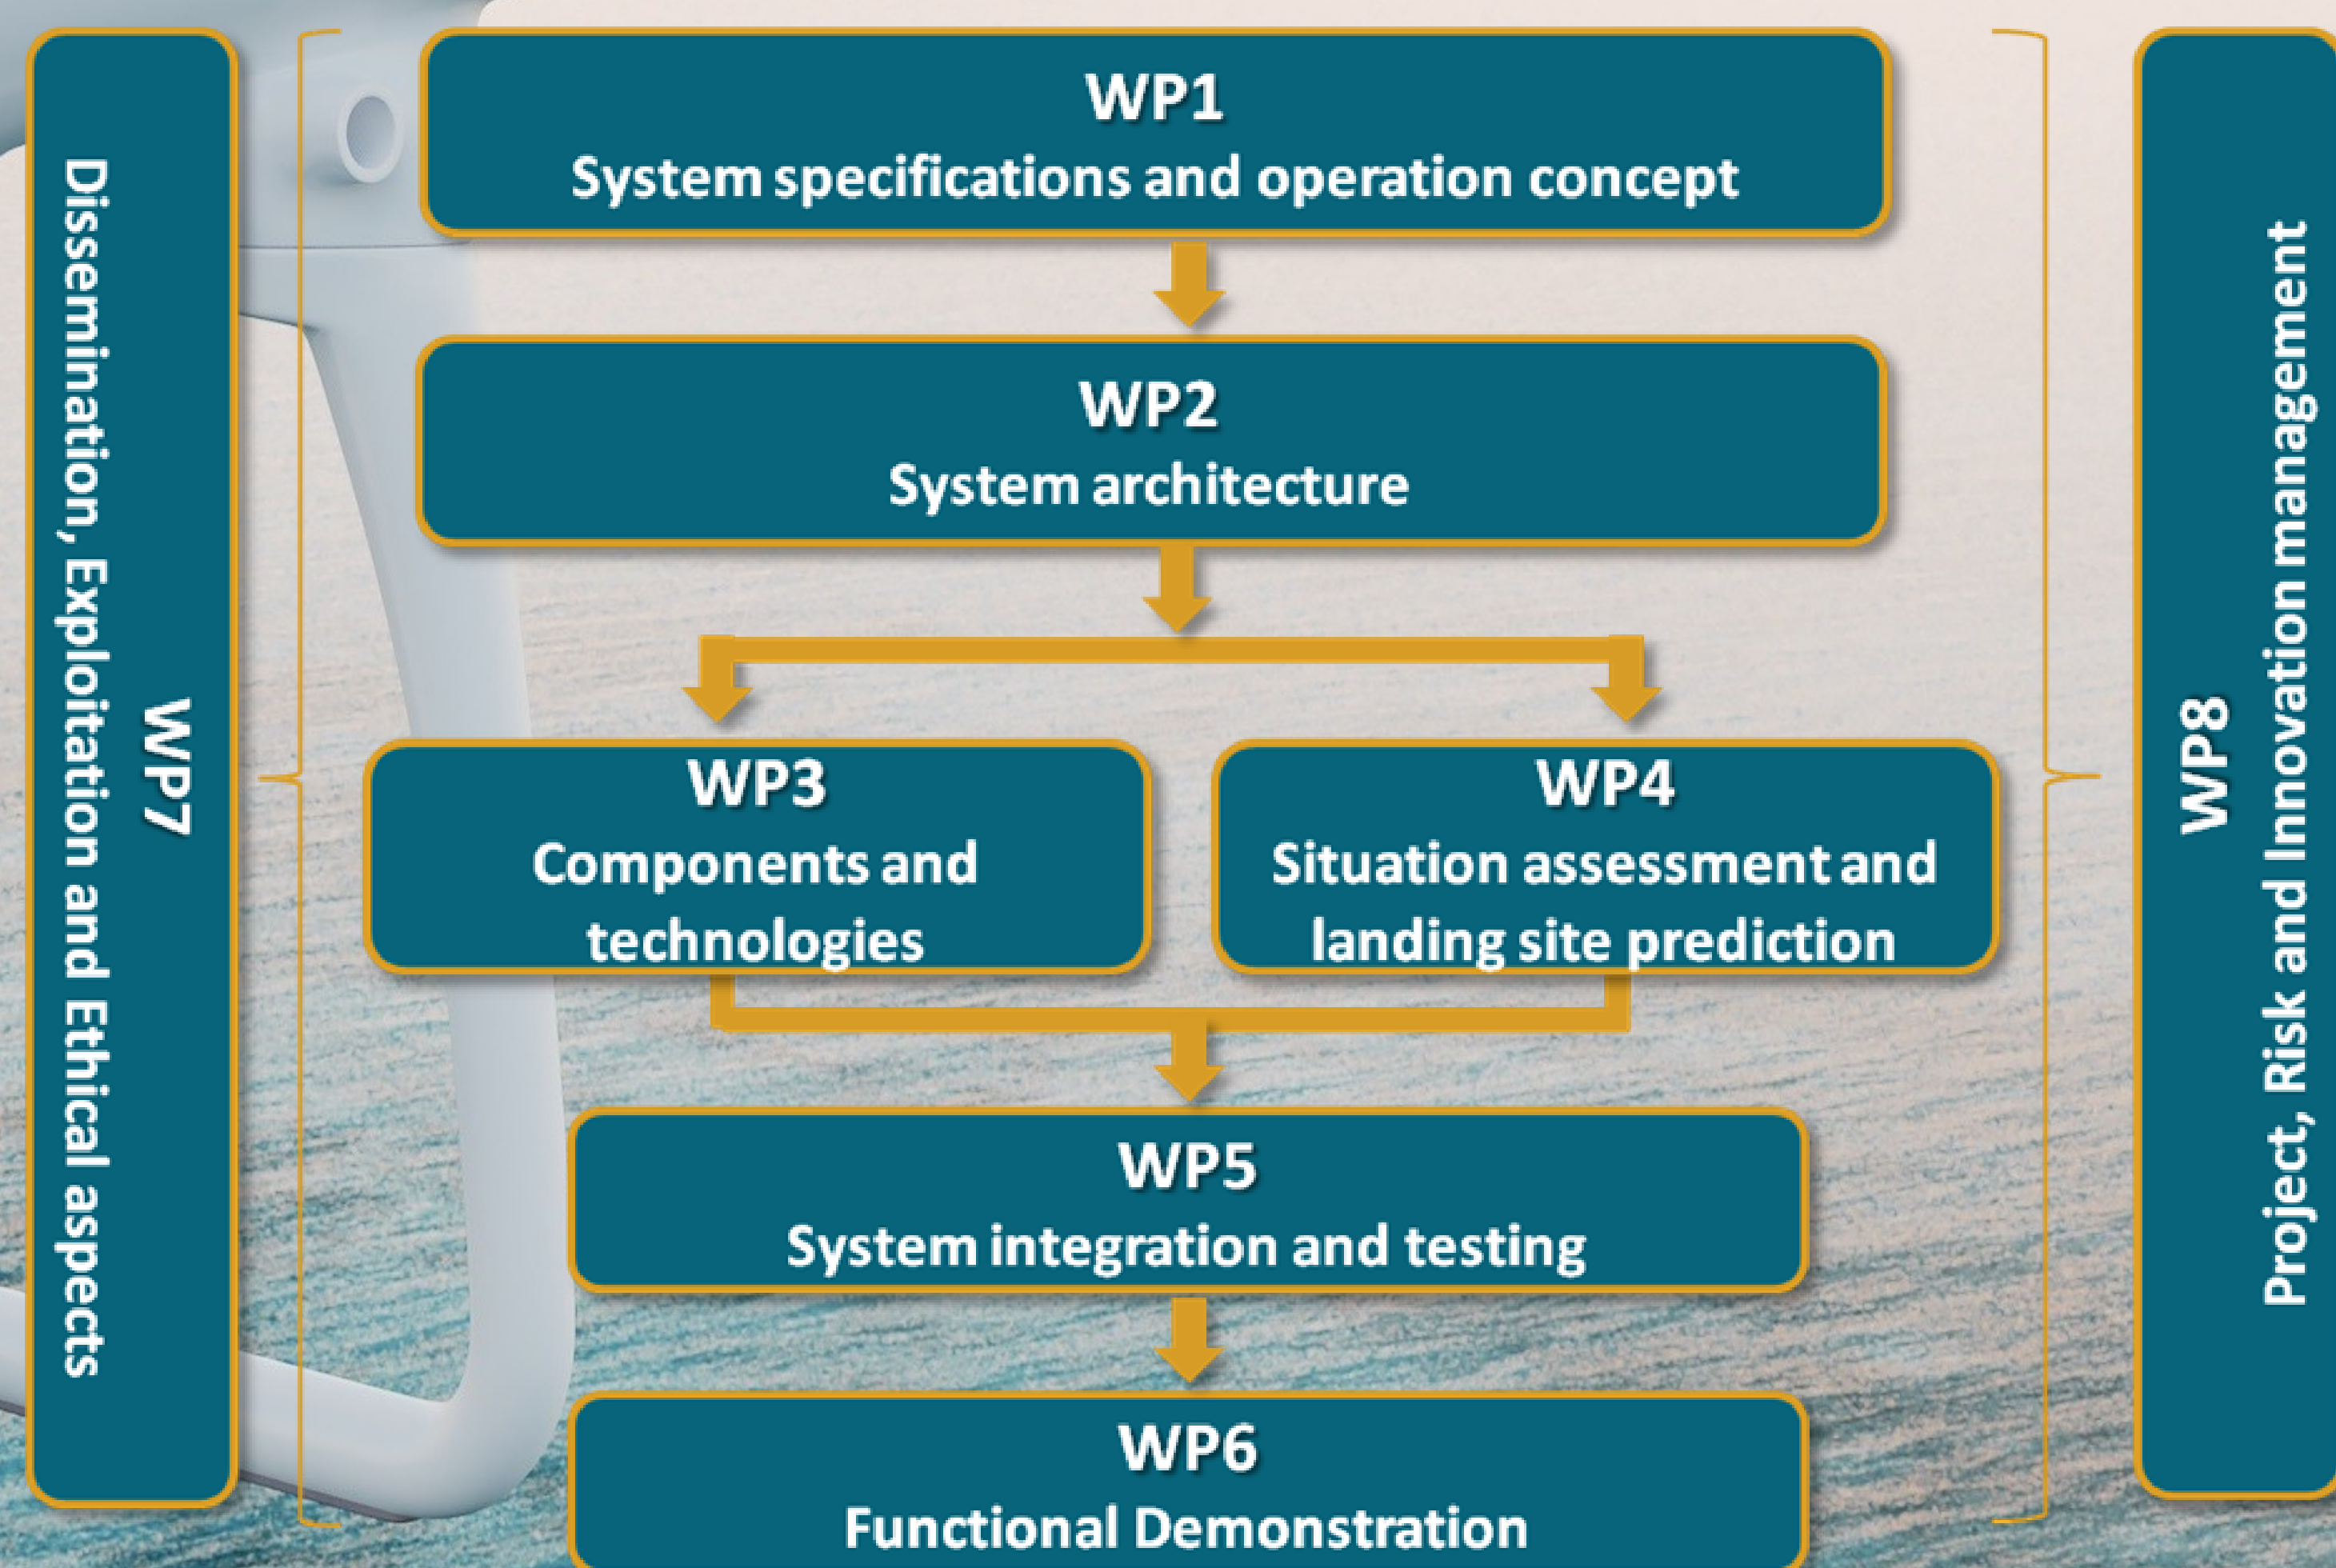 WP1
System specifications and operation concept
WP2
System architecture
WP3
Components and
technologies
WP4
Situation assessment and
landing site prediction
WP5
System integration and testing
WP6
Functional Demonstration
WP7
Dissemination, Exploitation and Ethical aspects
WP8
Project, Risk and Innovation management